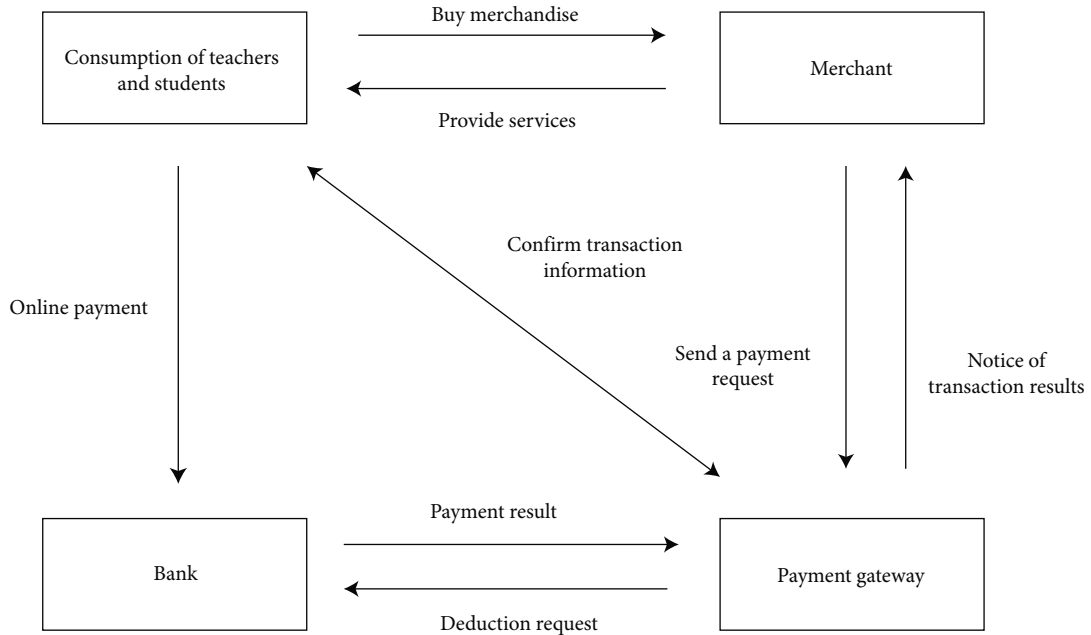 Buy merchandise
Consumption of teachers
and students
Merchant
Provide services
Confirm transaction
information
Online payment
Send a payment
request
Notice of
transaction results
Payment result
Bank
Payment gateway
Deduction request